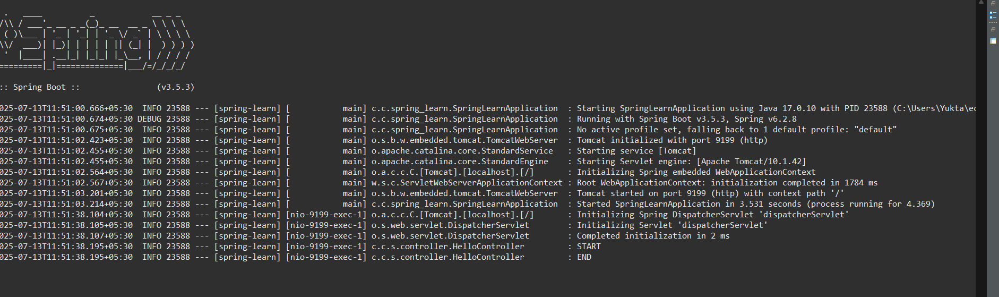 .   ____          _            __ _ _
/\\ / ___'_ __ _ _(_)_ __  __ _ \ \ \ \
 ( )\___ | '_ | '_| | '_ \/ _` | \ \ \ \
\\/  ___)| |_)| | | | | || (_| |  ) ) ) )
 '  |____| .__|_| |_|_| |_\__, | / / / /
=========|_|==============|___/=/_/_/_/
:: Spring Boot ::                (v3.5.3)
025-07-13T11:51:00.666+05:30  INFO 23588 --- [spring-learn] [           main] c.c.spring_learn.SpringLearnApplication  : Starting SpringLearnApplication using Java 17.0.10 with PID 23588 (C:\Users\Yukta\ec
025-07-13T11:51:00.674+05:30 DEBUG 23588 --- [spring-learn] [           main] c.c.spring_learn.SpringLearnApplication  : Running with Spring Boot v3.5.3, Spring v6.2.8
025-07-13T11:51:00.675+05:30  INFO 23588 --- [spring-learn] [           main] c.c.spring_learn.SpringLearnApplication  : No active profile set, falling back to 1 default profile: "default"
025-07-13T11:51:02.423+05:30  INFO 23588 --- [spring-learn] [           main] o.s.b.w.embedded.tomcat.TomcatWebServer  : Tomcat initialized with port 9199 (http)
025-07-13T11:51:02.455+05:30  INFO 23588 --- [spring-learn] [           main] o.apache.catalina.core.StandardService   : Starting service [Tomcat]
025-07-13T11:51:02.455+05:30  INFO 23588 --- [spring-learn] [           main] o.apache.catalina.core.StandardEngine    : Starting Servlet engine: [Apache Tomcat/10.1.42]
025-07-13T11:51:02.564+05:30  INFO 23588 --- [spring-learn] [           main] o.a.c.c.C.[Tomcat].[localhost].[/]       : Initializing Spring embedded WebApplicationContext
025-07-13T11:51:02.567+05:30  INFO 23588 --- [spring-learn] [           main] w.s.c.ServletWebServerApplicationContext : Root WebApplicationContext: initialization completed in 1784 ms
025-07-13T11:51:03.201+05:30  INFO 23588 --- [spring-learn] [           main] o.s.b.w.embedded.tomcat.TomcatWebServer  : Tomcat started on port 9199 (http) with context path '/'
025-07-13T11:51:03.214+05:30  INFO 23588 --- [spring-learn] [           main] c.c.spring_learn.SpringLearnApplication  : Started SpringLearnApplication in 3.531 seconds (process running for 4.369)
025-07-13T11:51:38.104+05:30  INFO 23588 --- [spring-learn] [nio-9199-exec-1] o.a.c.c.C.[Tomcat].[localhost].[/]       : Initializing Spring DispatcherServlet 'dispatcherServlet'
025-07-13T11:51:38.105+05:30  INFO 23588 --- [spring-learn] [nio-9199-exec-1] o.s.web.servlet.DispatcherServlet        : Initializing Servlet 'dispatcherServlet'
025-07-13T11:51:38.107+05:30  INFO 23588 --- [spring-learn] [nio-9199-exec-1] o.s.web.servlet.DispatcherServlet        : Completed initialization in 2 ms
025-07-13T11:51:38.195+05:30  INFO 23588 --- [spring-learn] [nio-9199-exec-1] c.c.s.controller.HelloController         : START
025-07-13T11:51:38.195+05:30  INFO 23588 --- [spring-learn] [nio-9199-exec-1] c.c.s.controller.HelloController         : END